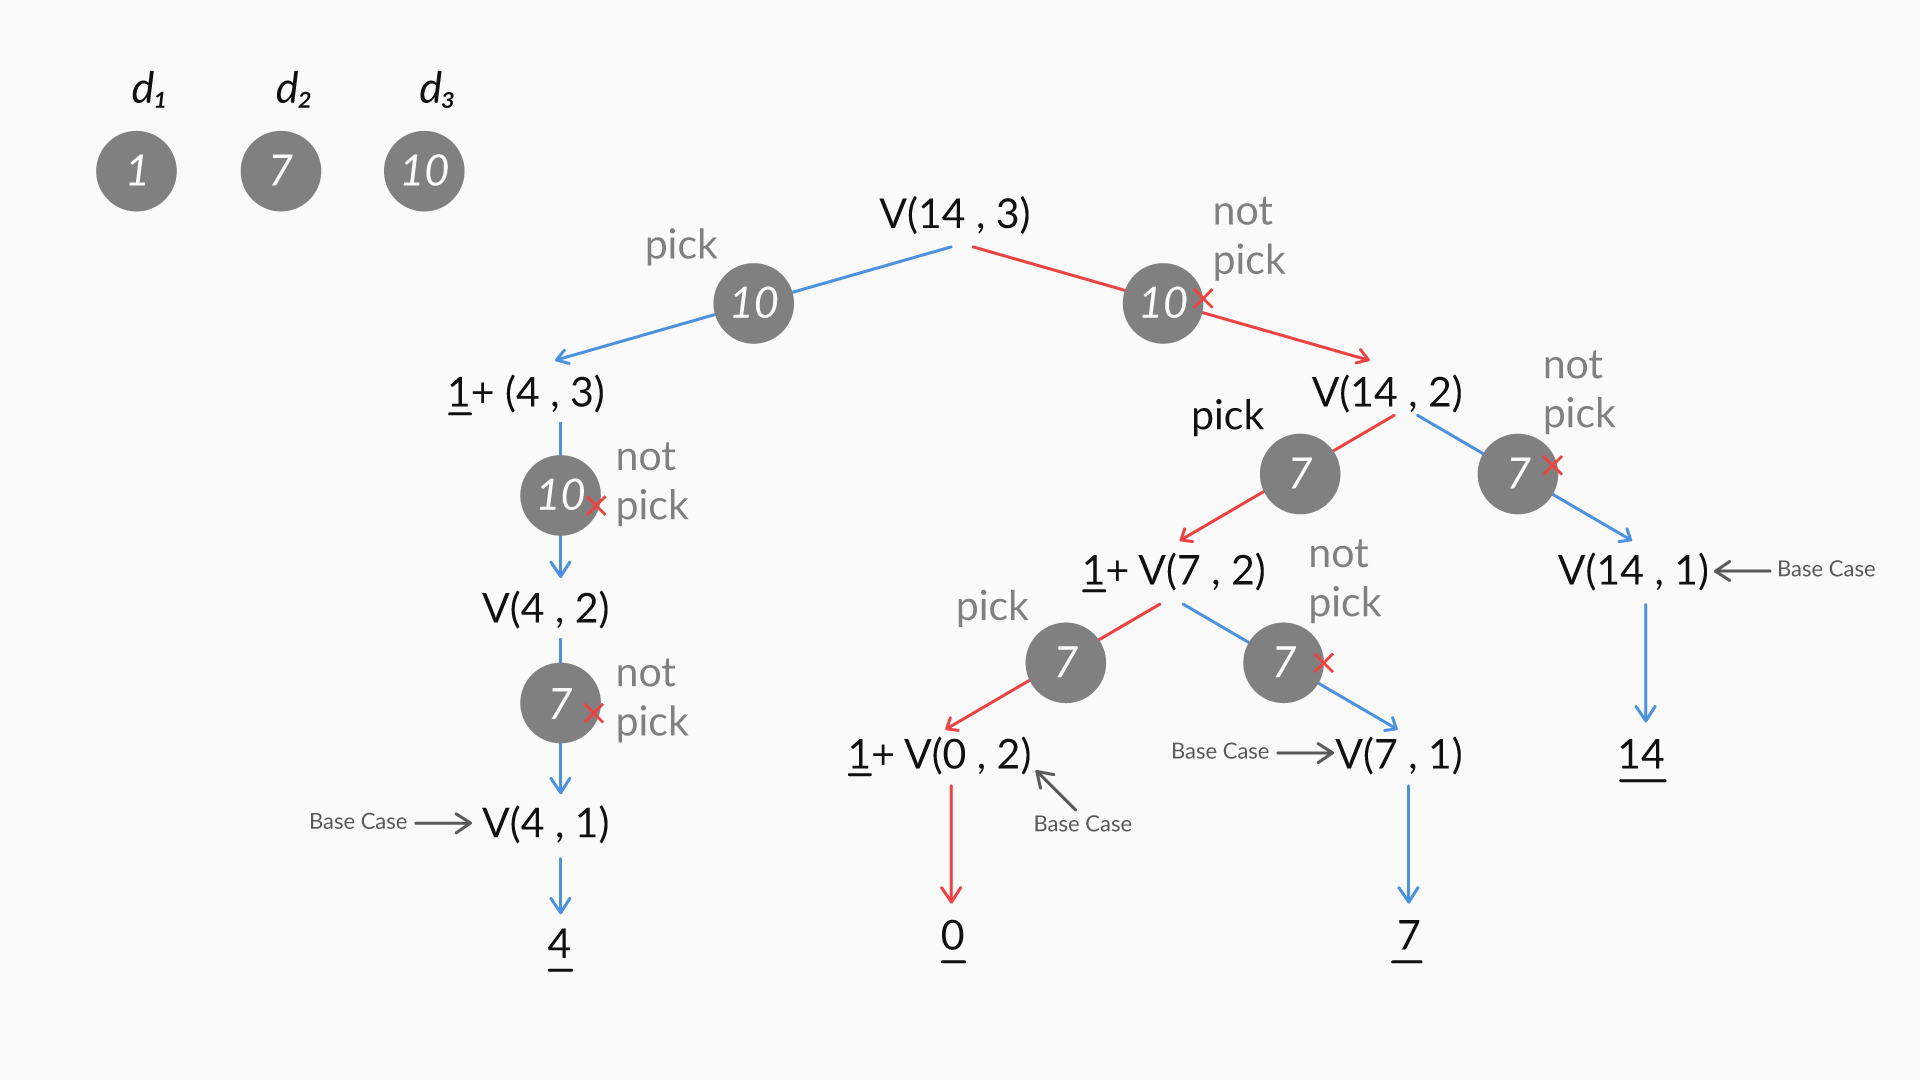 d1 d2 d3
1 7 10
V(14 , 3)
not
pick
pick
10
10
1+ (4 , 3)
V(14 , 2)
not
pick
pick
7
7
not
pick
10
1+ V(7 , 2)
not
pick
V(14 , 1)
Base Case
V(4 , 2)
pick
7
7
not
pick
7
1+ V(0 , 2)
Base Case
V(7 , 1)
14
Base Case
V(4 , 1)
Base Case
4
0
7